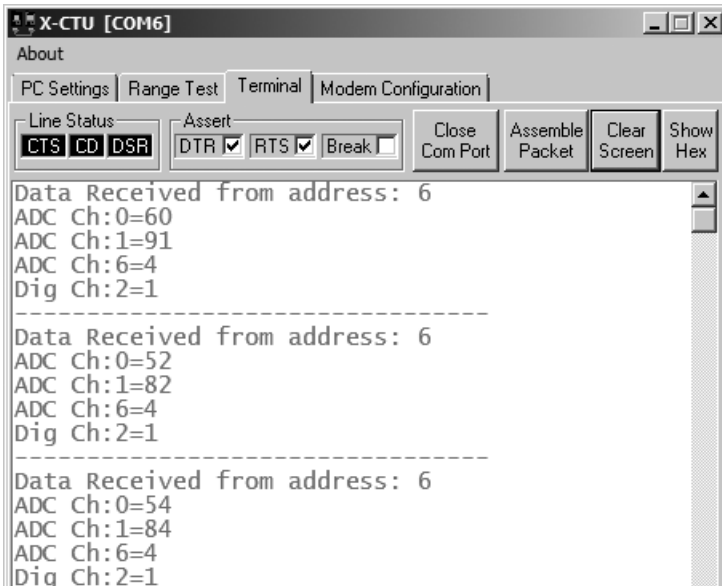 X-CTU [COM6]
About
PC Settings Range Test Terminal Modem Configuration
Line Status Assert
CTS CD DSR DTR RTS Break Close Com Port Assemble Packet Clear Screen Show Hex
Data Received from address: 6
ADC Ch:0=60
ADC Ch:1=91
ADC Ch:6=4
Dig Ch:2=1
---------------------------------
Data Received from address: 6
ADC Ch:0=52
ADC Ch:1=82
ADC Ch:6=4
Dig Ch:2=1
---------------------------------
Data Received from address: 6
ADC Ch:0=54
ADC Ch:1=84
ADC Ch:6=4
Dig Ch:2=1